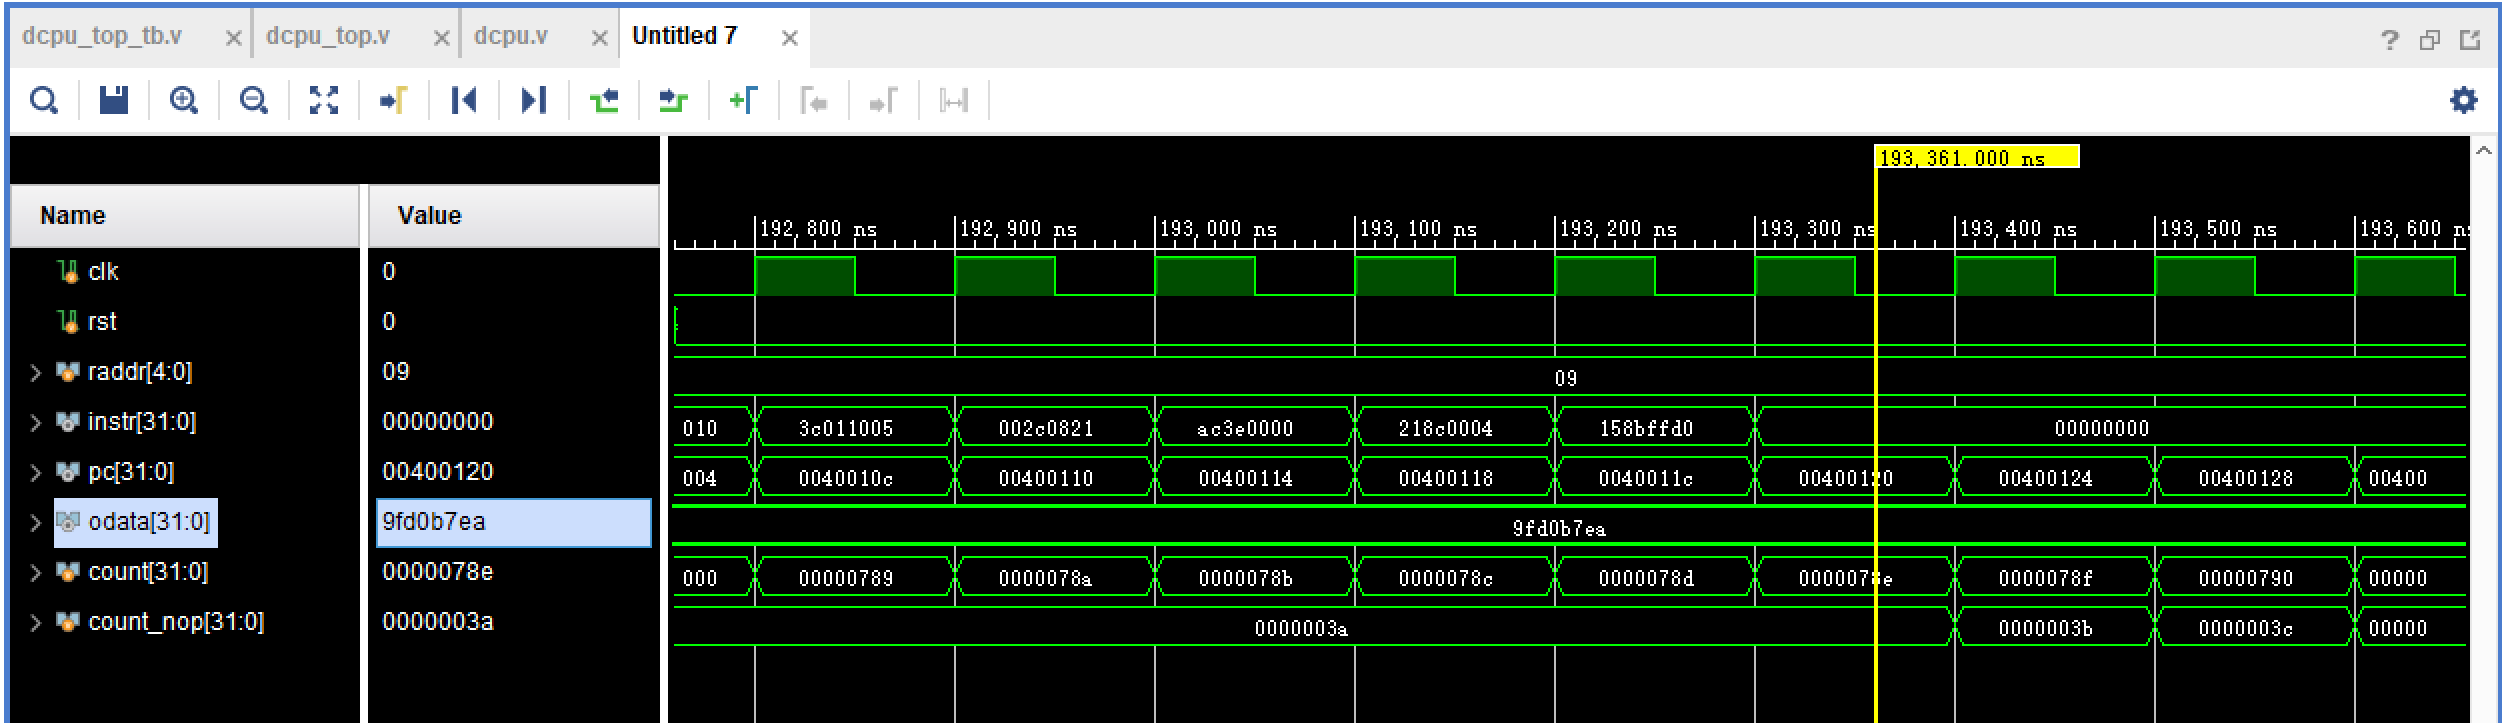 dcpu_top_tb.v × dcpu_top.v × dcpu.v × Untitled 7 ×
193,361.000 ns
Name Value
192,800 ns 192,900 ns 193,000 ns 193,100 ns 193,200 ns 193,300 ns 193,400 ns 193,500 ns 193,600 n
clk 0
rst 0
raddr[4:0] 09 09
instr[31:0] 00000000 010 3c011005 002c0821 ac3e0000 218c0004 158bffd0 00000000
pc[31:0] 00400120 004 0040010c 00400110 00400114 00400118 0040011c 00400120 00400124 00400128 00400
odata[31:0] 9fd0b7ea 9fd0b7ea
count[31:0] 0000078e 000 00000789 0000078a 0000078b 0000078c 0000078d 0000078e 0000078f 00000790 00000
count_nop[31:0] 0000003a 0000003a 0000003b 0000003c 00000